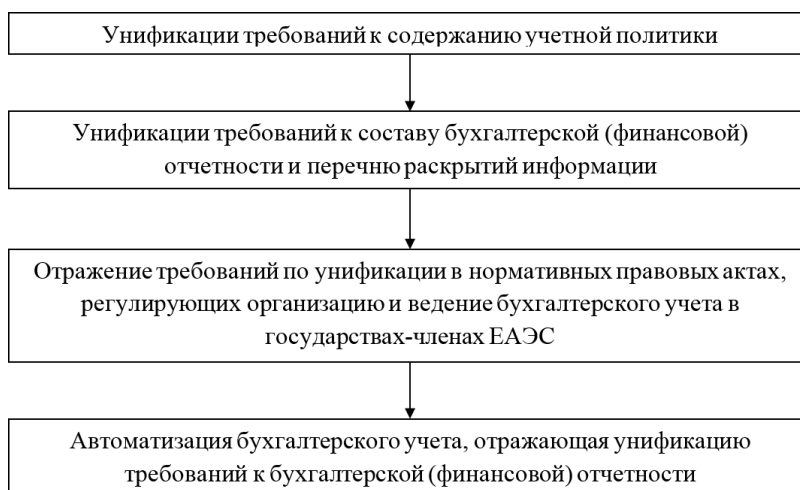 Унификации требований к содержанию учетной политики
Унификации требований к составу бухгалтерской (финансовой)
отчетности и перечню раскрытий информации
Отражение требований по унификации в нормативных правовых актах,
регулирующих организацию и ведение бухгалтерского учета в
государствах-членах ЕАЭС
Автоматизация бухгалтерского учета, отражающая унификацию
требований к бухгалтерской (финансовой) отчетности